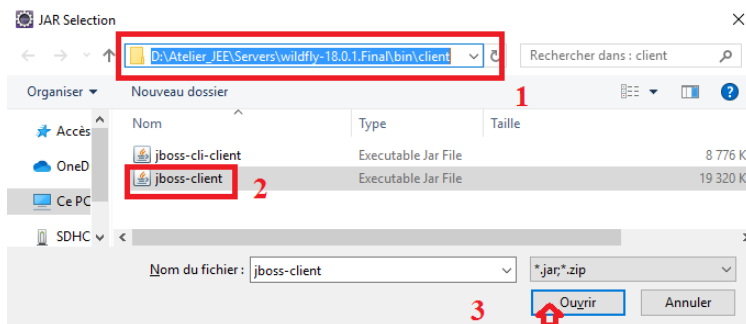 JAR Selection
D:\Atelier_JEE\Servers\wildfly-18.0.1.Final\bin\client
Rechercher dans : client
Organiser
Nouveau dossier
1
Nom
Type
Taille
Accès
jboss-cli-client
Executable Jar File
8 776 K
OneD
jboss-client
Executable Jar File
19 320 K
2
Ce PC
SDHC
Nom du fichier :
jboss-client
*.jar;*.zip
3
Ouvrir
Annuler